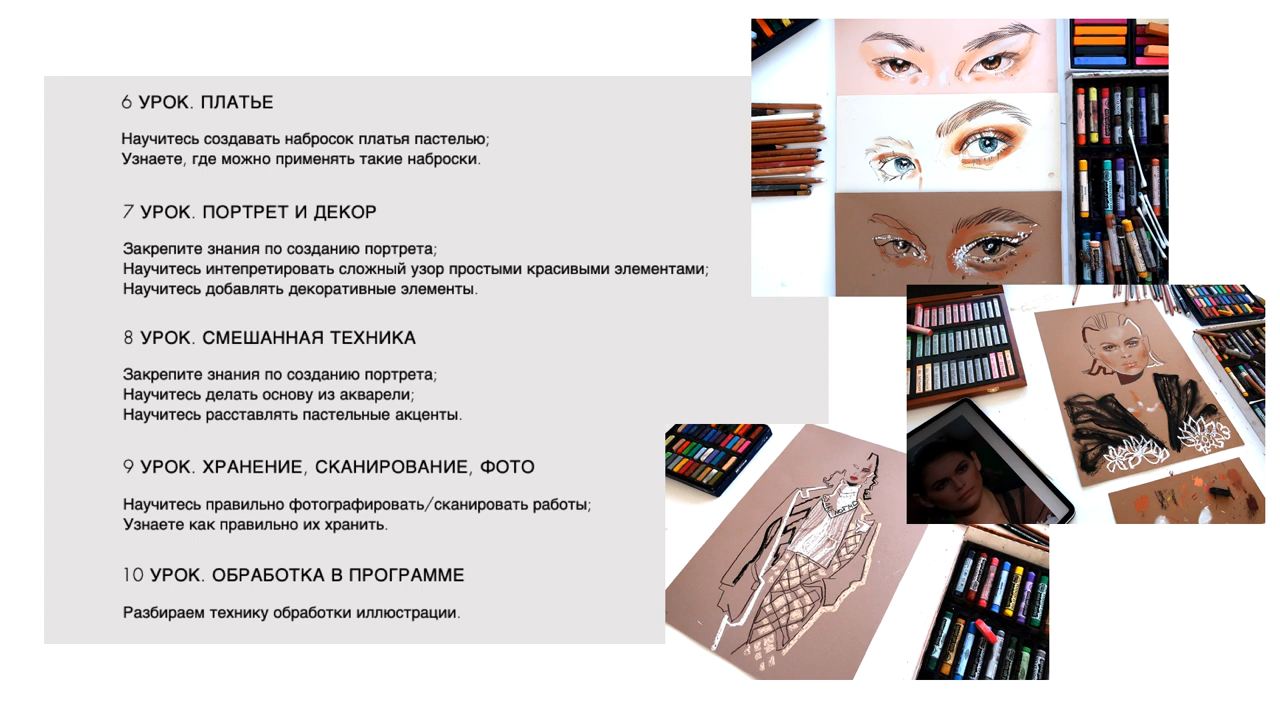 6 УРОК. ПЛАТЬЕ
Научитесь создавать набросок платья пастелью;
Узнаете, где можно применять такие наброски.
7 УРОК. ПОРТРЕТ И ДЕКОР
Закрепите знания по созданию портрета;
Научитесь интепретировать сложный узор простыми красивыми элементами;
Научитесь добавлять декоративные элементы.
8 УРОК. СМЕШАННАЯ ТЕХНИКА
Закрепите знания по созданию портрета;
Научитесь делать основу из акварели;
Научитесь расставлять пастельные акценты.
9 УРОК. ХРАНЕНИЕ, СКАНИРОВАНИЕ, ФОТО
Научитесь правильно фотографировать/сканировать работы;
Узнаете как правильно их хранить.
10 УРОК. ОБРАБОТКА В ПРОГРАММЕ
Разбираем технику обработки иллюстрации.